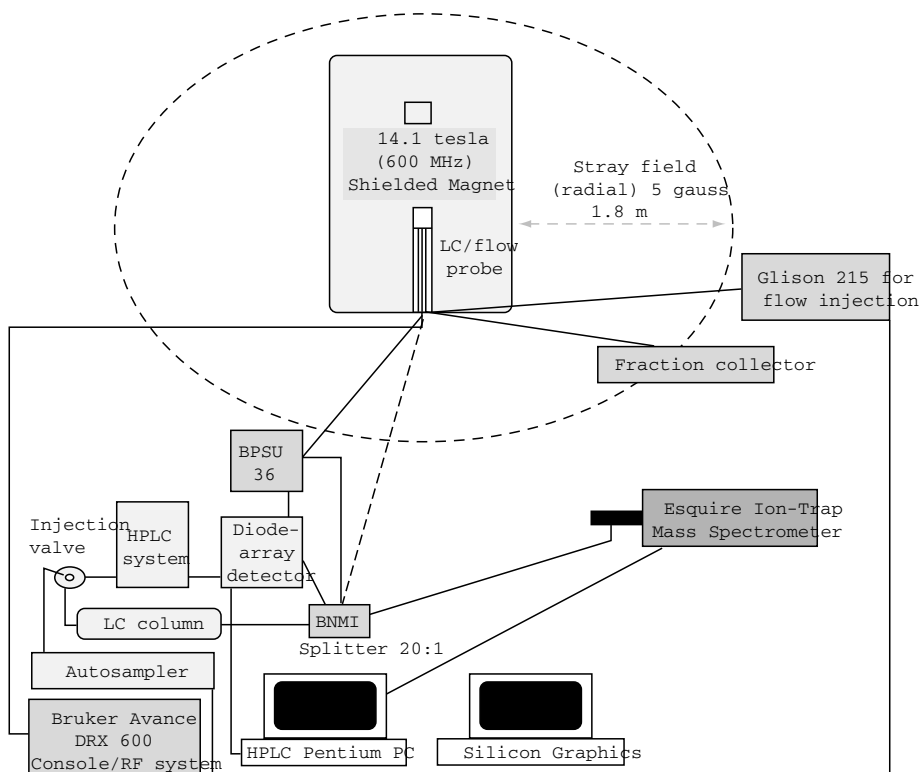 14.1 tesla
(600 MHz)
Shielded Magnet
Stray field
(radial) 5 gauss
1.8 m
LC/flow
probe
Glison 215 for
flow injection
Fraction collector
BPSU
36
Esquire Ion-Trap
Mass Spectrometer
Injection
valve
HPLC
system
Diode-
array
detector
LC column
BNMI
Splitter 20:1
Autosampler
Bruker Avance
DRX 600
Console/RF system
HPLC Pentium PC
Silicon Graphics